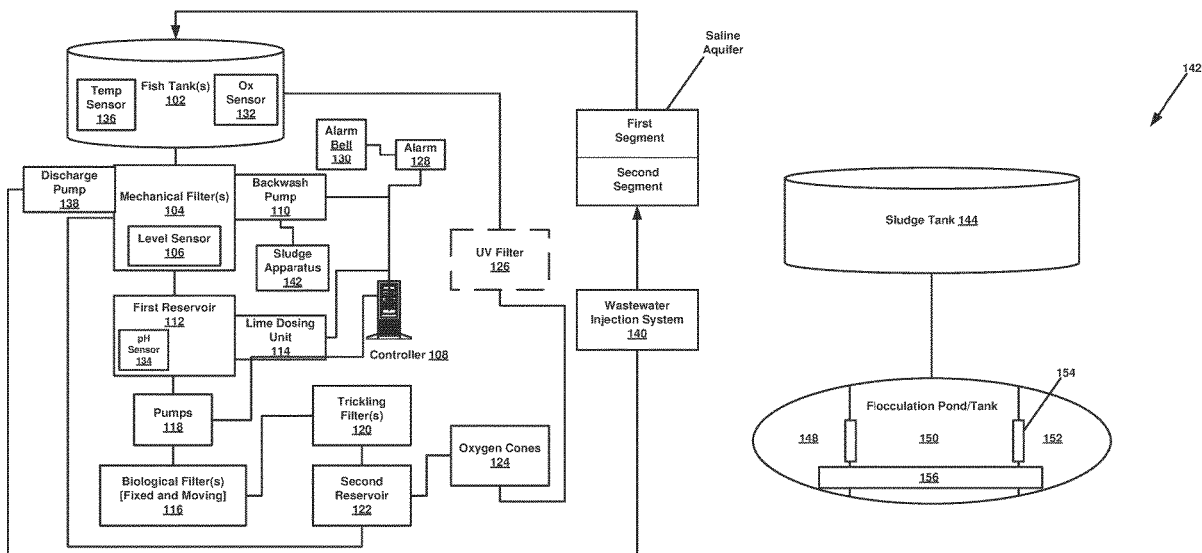 Saline
Aquifer
142
Fish Tank(s)
102
Temp
Sensor
136
Ox
Sensor
132
Alarm
Bell
130
Alarm
128
First
Segment
Second
Segment
Discharge
Pump
138
Mechanical Filter(s)
104
Level Sensor
106
Backwash
Pump
110
Sludge
Apparatus
142
UV Filter
126
Sludge Tank 144
First Reservoir
112
pH
Sensor
134
Lime Dosing
Unit
114
Controller 108
Wastewater
Injection System
140
Pumps
118
Trickling
Filter(s)
120
Oxygen Cones
124
Biological Filter(s)
[Fixed and Moving]
116
Second
Reservoir
122
154
Flocculation Pond/Tank
148
150
152
156